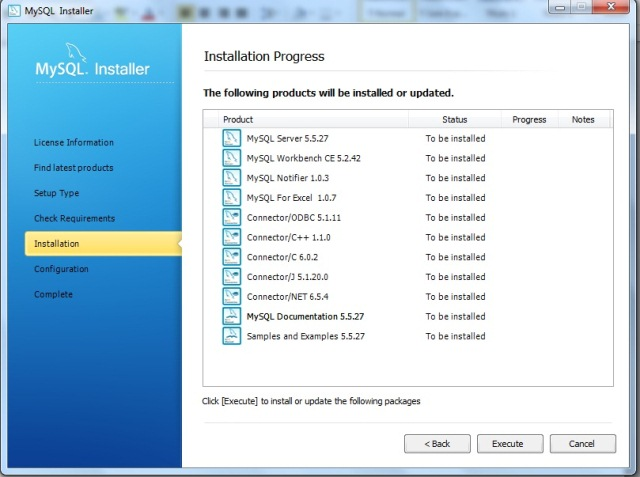 MySQL Installer
MySQL Installer
Installation Progress
The following products will be installed or updated.
License Information
Find latest products
Setup Type
Check Requirements
Installation
Configuration
Complete
Product Status Progress Notes
MySQL Server 5.5.27 To be installed
MySQL Workbench CE 5.2.42 To be installed
MySQL Notifier 1.0.3 To be installed
MySQL For Excel 1.0.7 To be installed
Connector/ODBC 5.1.11 To be installed
Connector/C++ 1.1.0 To be installed
Connector/C 6.0.2 To be installed
Connector/J 5.1.20.0 To be installed
Connector/NET 6.5.4 To be installed
MySQL Documentation 5.5.27 To be installed
Samples and Examples 5.5.27 To be installed
Click [Execute] to install or update the following packages
< Back Execute Cancel